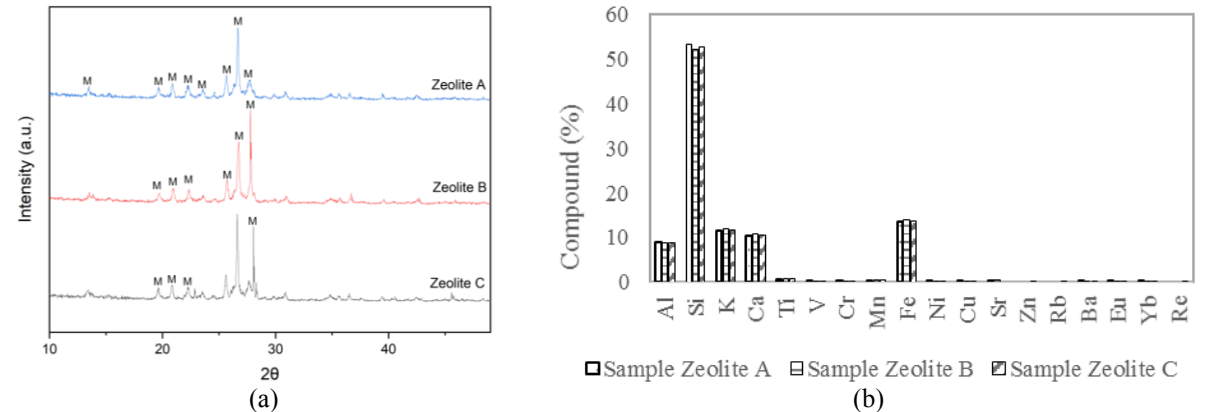 M
M M M M M M M
Zeolite A
M
M
M M M M
Zeolite B
M
M M M
Zeolite C
Intensity (a.u.)
10 20 30 40
2θ
(a)
60
50
40
30
20
10
0
Compound (%)
Al Si K Ca Ti V Cr Mn Fe Ni Cu Sr Zn Rb Ba Eu Yb Re
Sample Zeolite A Sample Zeolite B Sample Zeolite C
(b)